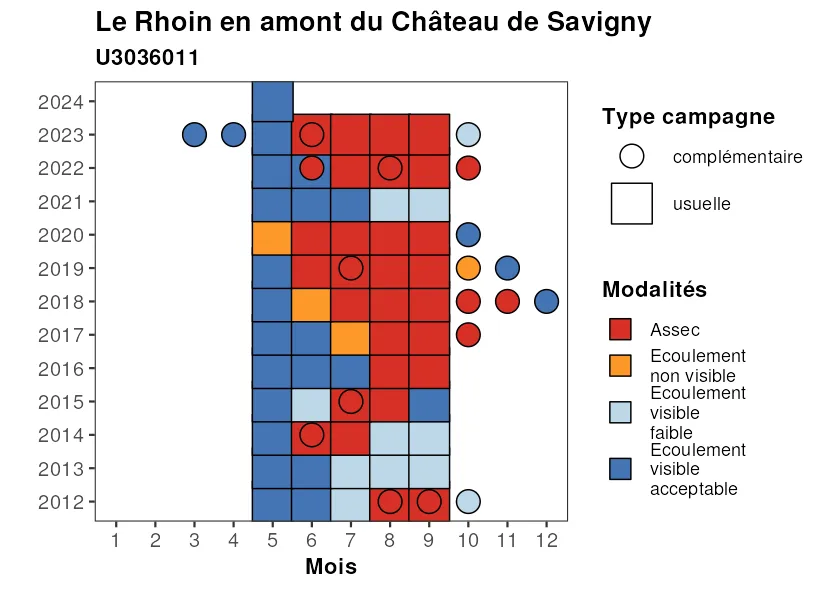 Le Rhoin en amont du Château de Savigny
U3036011
2024
2023
2022
2021
2020
2019
2018
2017
2016
2015
2014
2013
2012
1 2 3 4 5 6 7 8 9 10 11 12
Mois
Type campagne
complémentaire
usuelle
Modalités
Assec
Ecoulement
non visible
Ecoulement
visible
faible
Ecoulement
visible
acceptable